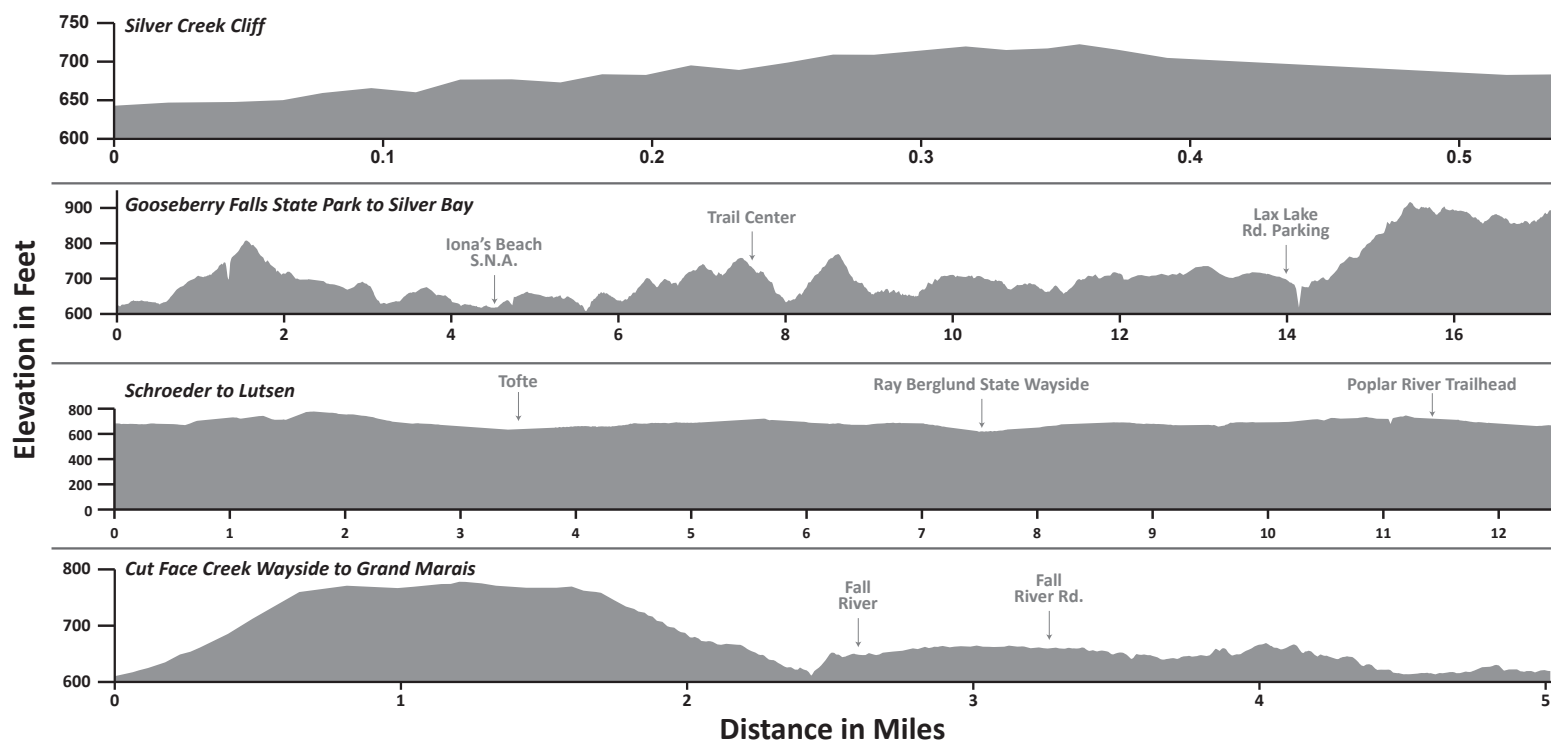 Elevation in Feet
Silver Creek Cliff
750
700
650
600
0 0.1 0.2 0.3 0.4 0.5
Gooseberry Falls State Park to Silver Bay
900
800
700
600
Iona's Beach
S.N.A.
Trail Center
Lax Lake
Rd. Parking
0 2 4 6 8 10 12 14 16
Schroeder to Lutsen
800
600
400
200
0
Tofte
Ray Berglund State Wayside
Poplar River Trailhead
0 1 2 3 4 5 6 7 8 9 10 11 12
Cut Face Creek Wayside to Grand Marais
800
700
600
Fall
River
Fall
River Rd.
0 1 2 3 4 5
Distance in Miles